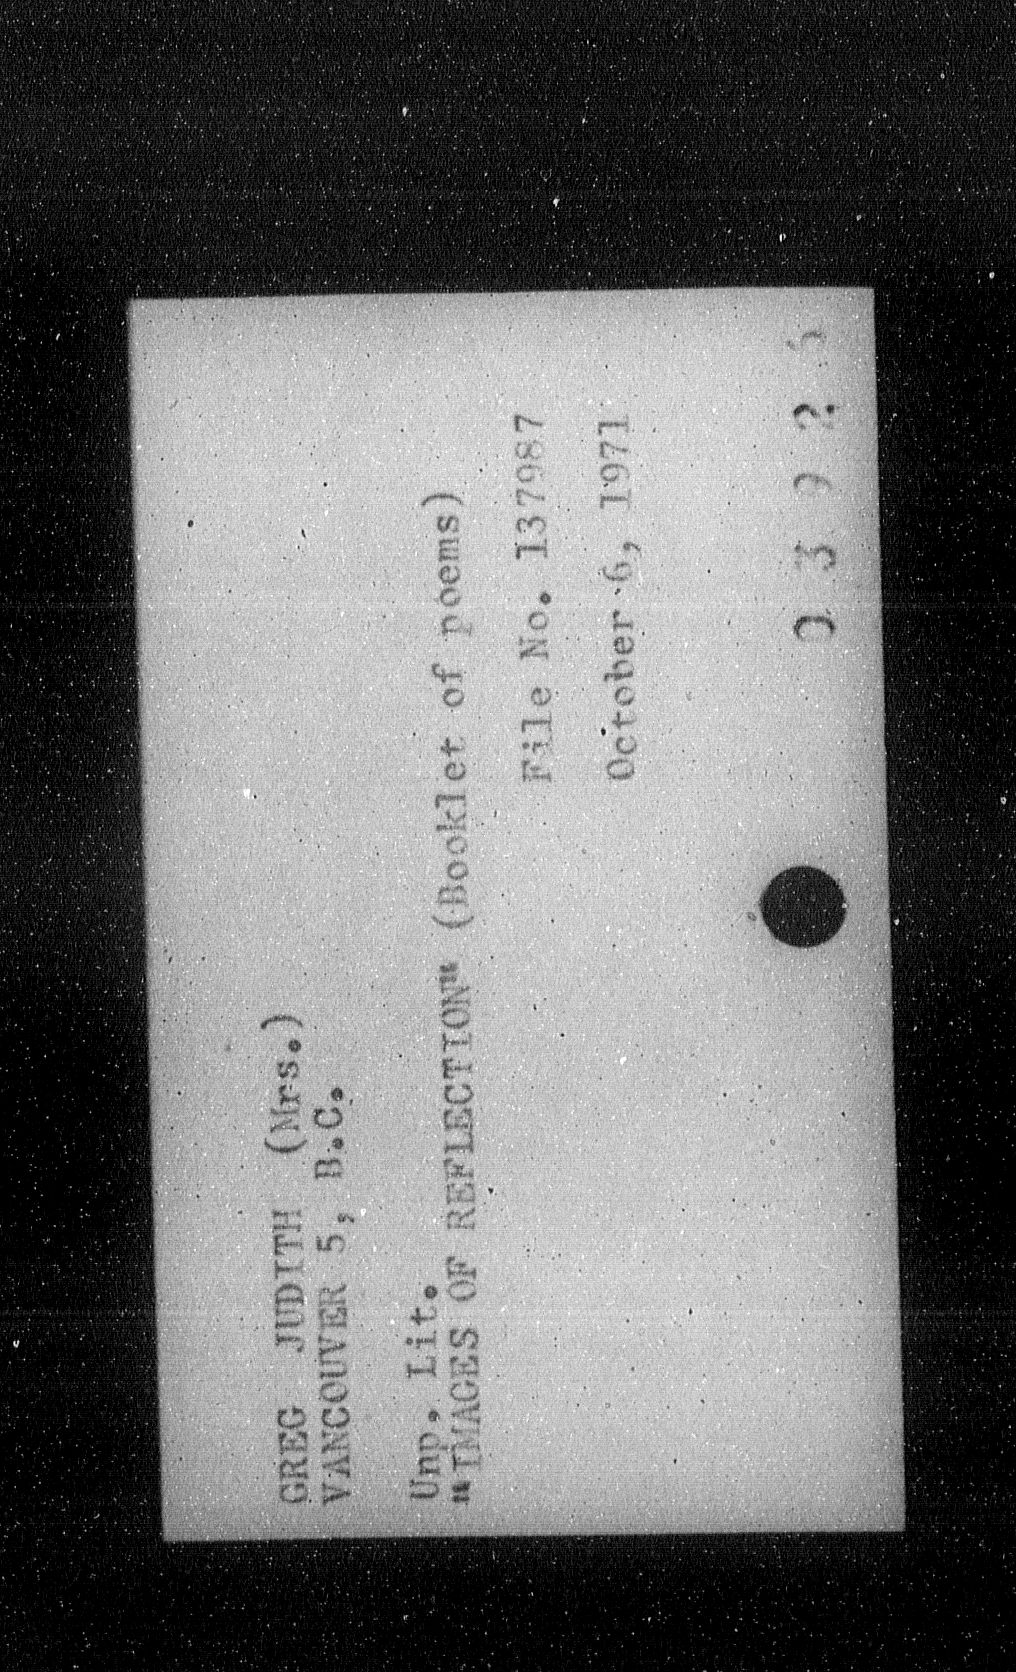 GREG JUDITH (Mrs.)
VANCOUVER 5, B.C.
Unp. Lit.
"IMAGES OF REFLECTION" (Booklet of poems)
File No. 137987
October 6, 1971